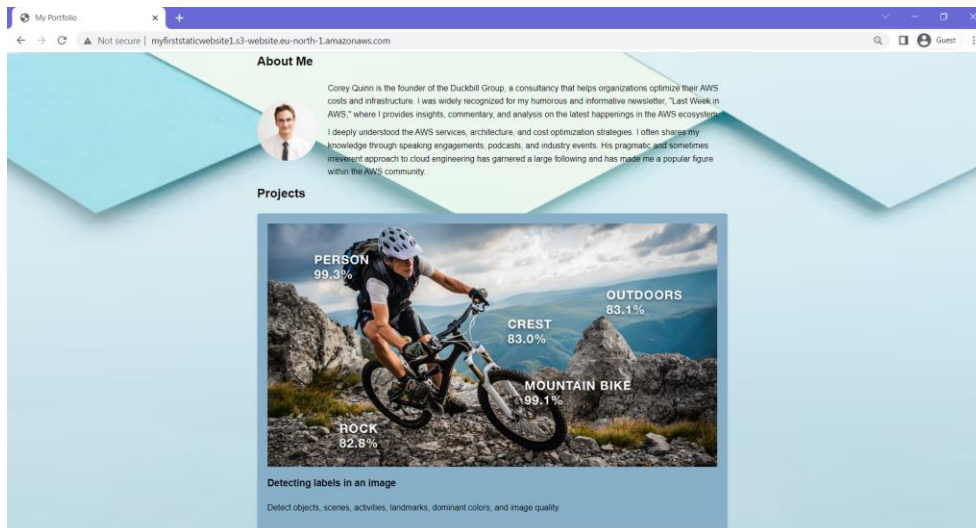 My Portfolio
Not secure
myfirststaticwebsite1.s3-website.eu-north-1.amazonaws.com
Guest
About Me
Corey Quinn is the founder of the Duckbill Group, a consultancy that helps organizations optimize their AWS
costs and infrastructure. I was widely recognized for my humorous and informative newsletter, "Last Week in
AWS," where I provides insights, commentary, and analysis on the latest happenings in the AWS ecosystem.
I deeply understood the AWS services, architecture, and cost optimization strategies. I often shares my
knowledge through speaking engagements, podcasts, and industry events. His pragmatic and sometimes
irreverent approach to cloud engineering has garnered a large following and has made me a popular figure
within the AWS community.
Projects
PERSON
99.3%
OUTDOORS
83.1%
CREST
83.0%
MOUNTAIN BIKE
99.1%
ROCK
82.8%
Detecting labels in an image
Detect objects, scenes, activities, landmarks, dominant colors, and image quality.